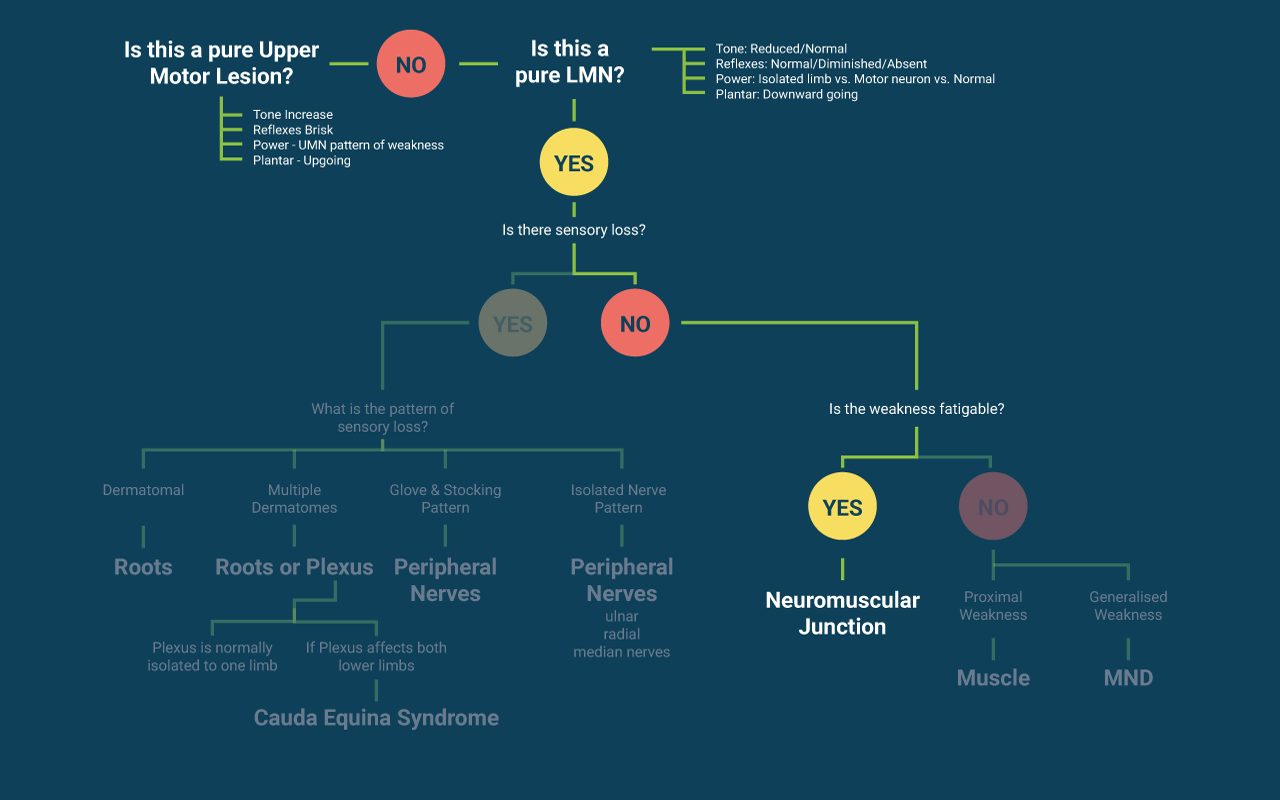 Is this a pure Upper
Motor Lesion?
NO
Is this a
pure LMN?
Tone: Reduced/Normal
Reflexes: Normal/Diminished/Absent
Power: Isolated limb vs. Motor neuron vs. Normal
Plantar: Downward going
Tone Increase
Reflexes Brisk
Power - UMN pattern of weakness
Plantar - Upgoing
YES
Is there sensory loss?
YES
NO
What is the pattern of
sensory loss?
Is the weakness fatigable?
Dermatomal
Multiple
Dermatomes
Glove & Stocking
Pattern
Isolated Nerve
Pattern
YES
NO
Roots
Roots or Plexus
Peripheral
Nerves
Peripheral
Nerves
ulnar
radial
median nerves
Neuromuscular
Junction
Proximal
Weakness
Generalised
Weakness
Plexus is normally
isolated to one limb
If Plexus affects both
lower limbs
Muscle
MND
Cauda Equina Syndrome